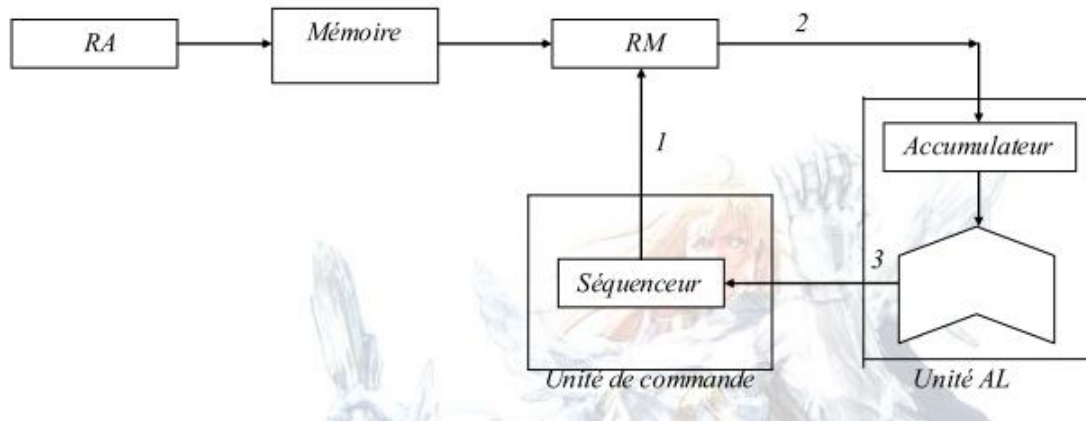 RA
Mémoire
RM
2
1
Accumulateur
3
Séquenceur
Unité de commande
Unité AL